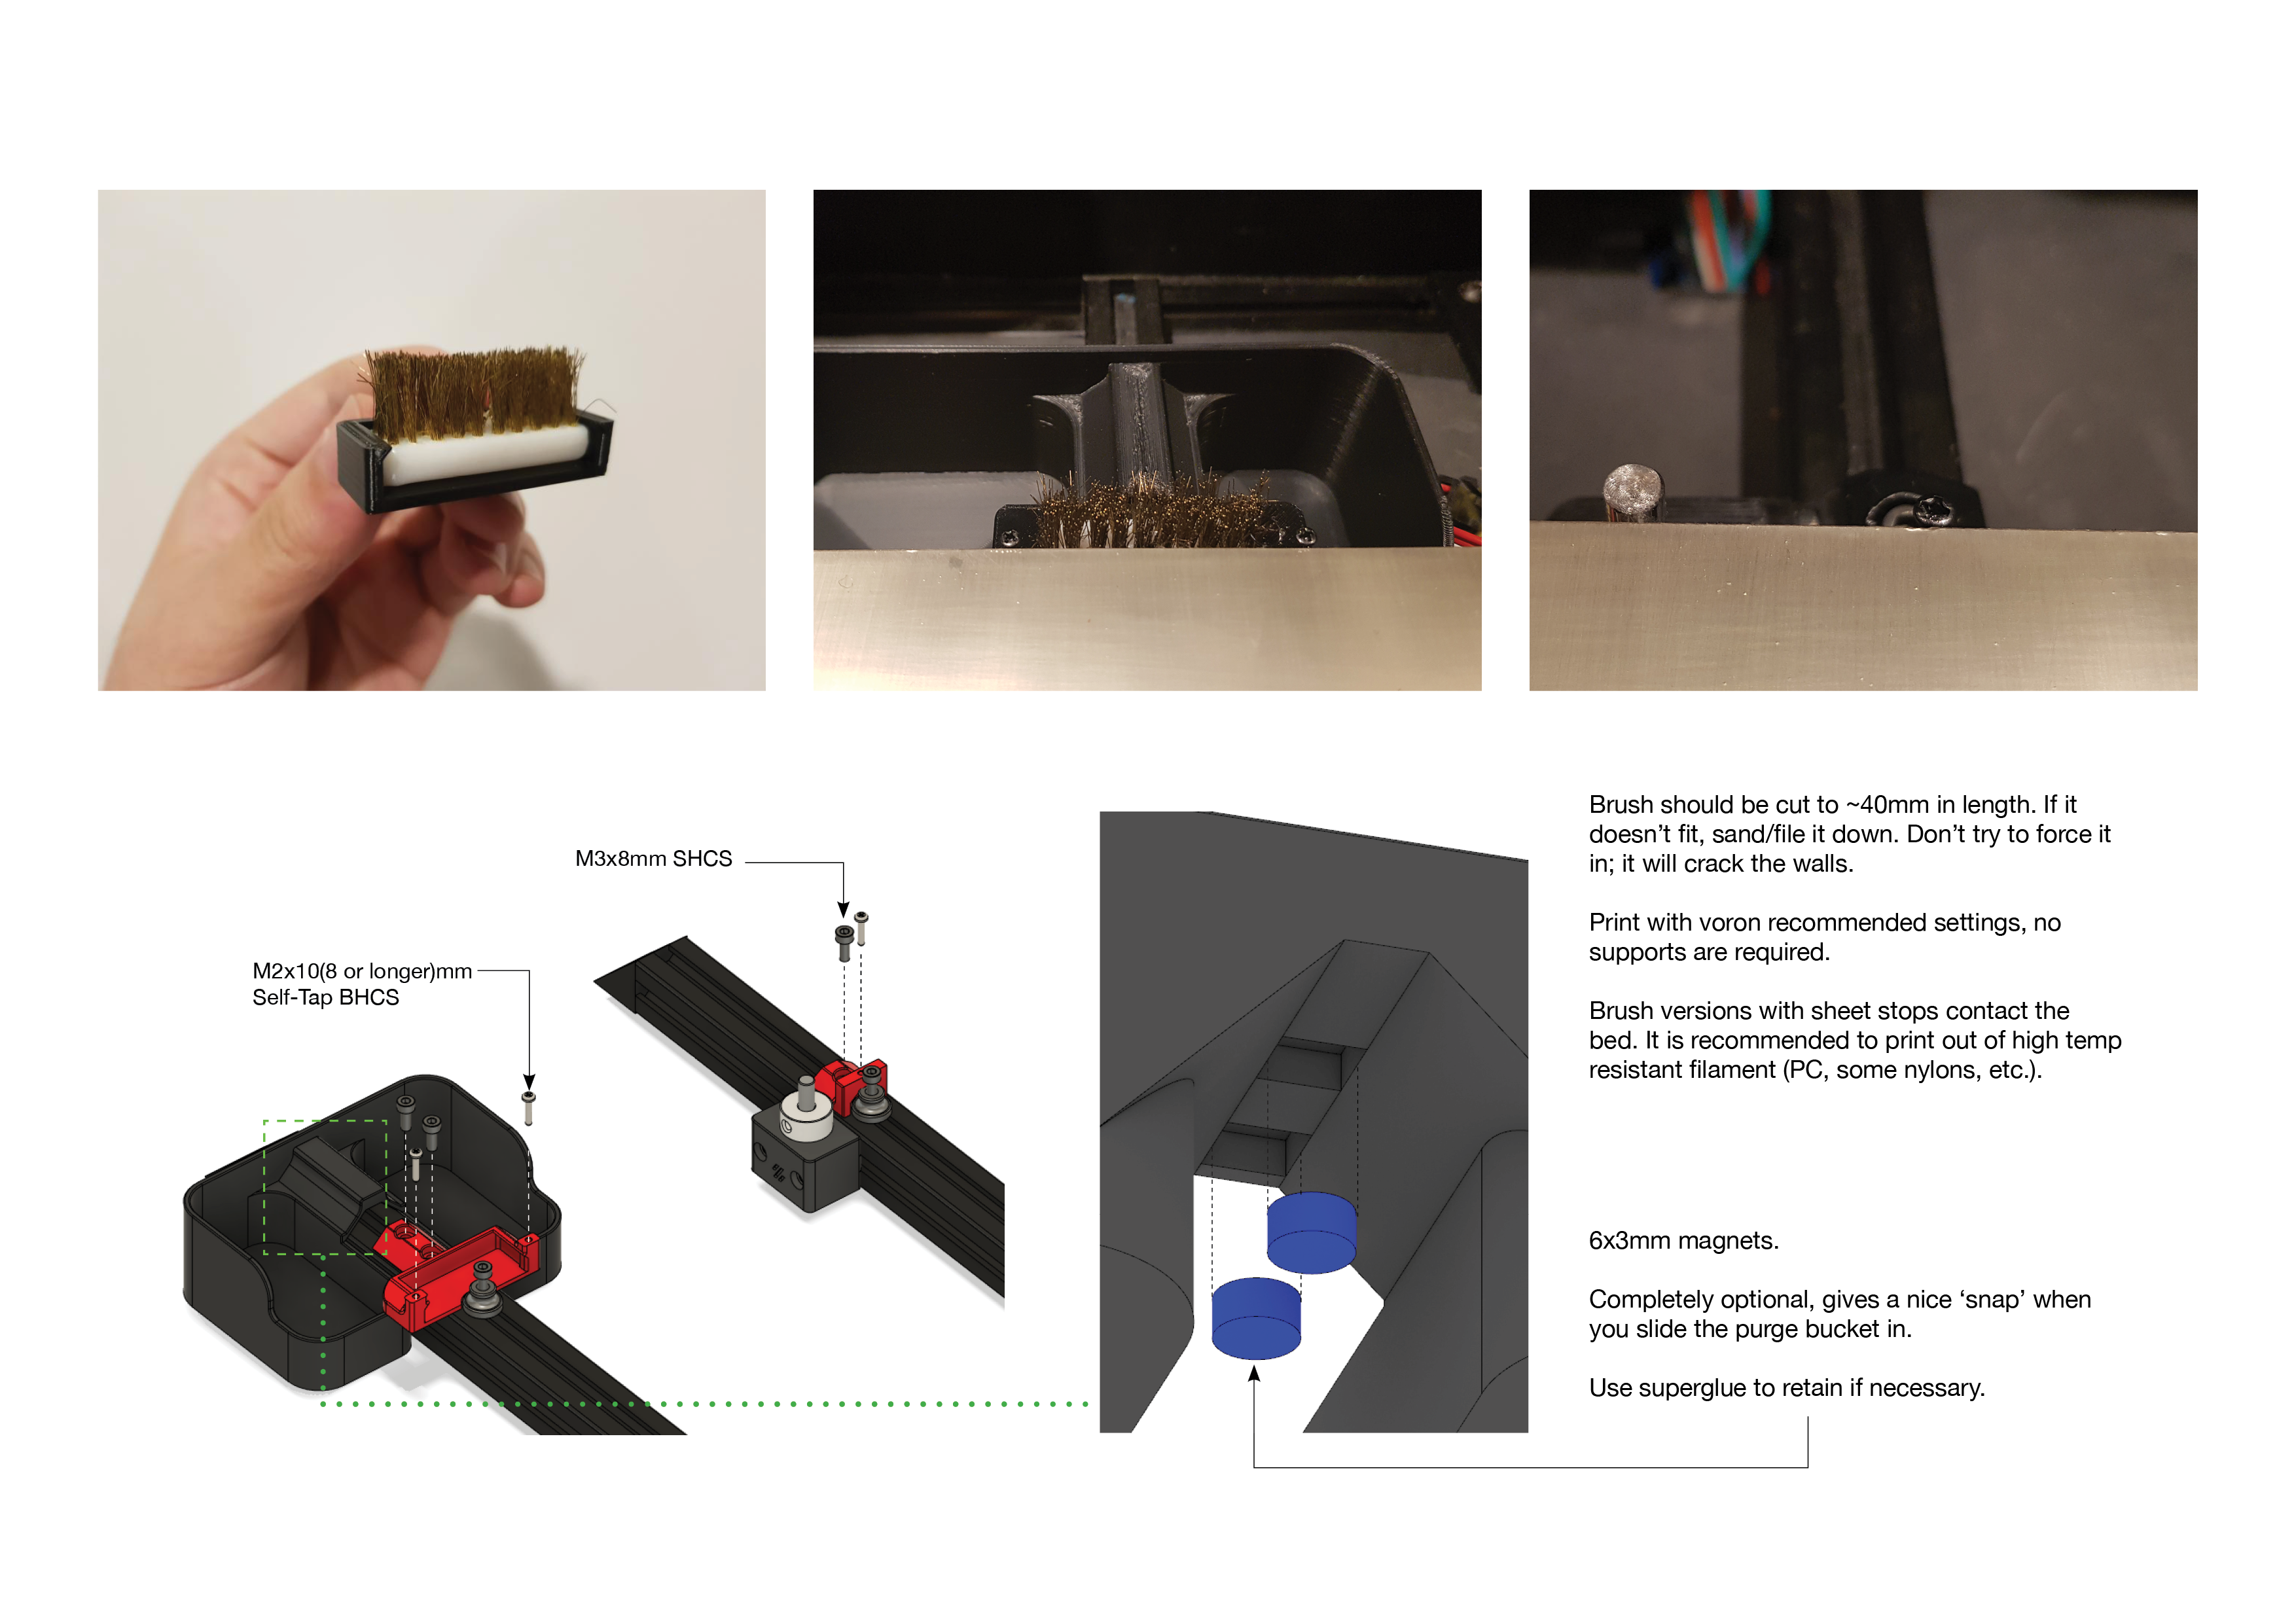 M3x8mm SHCS
M2x10(8 or longer)mm
Self-Tap BHCS
Brush should be cut to ~40mm in length. If it
doesn’t fit, sand/file it down. Don’t try to force it
in; it will crack the walls.
Print with voron recommended settings, no
supports are required.
Brush versions with sheet stops contact the
bed. It is recommended to print out of high temp
resistant filament (PC, some nylons, etc.).
6x3mm magnets.
Completely optional, gives a nice ‘snap’ when
you slide the purge bucket in.
Use superglue to retain if necessary.